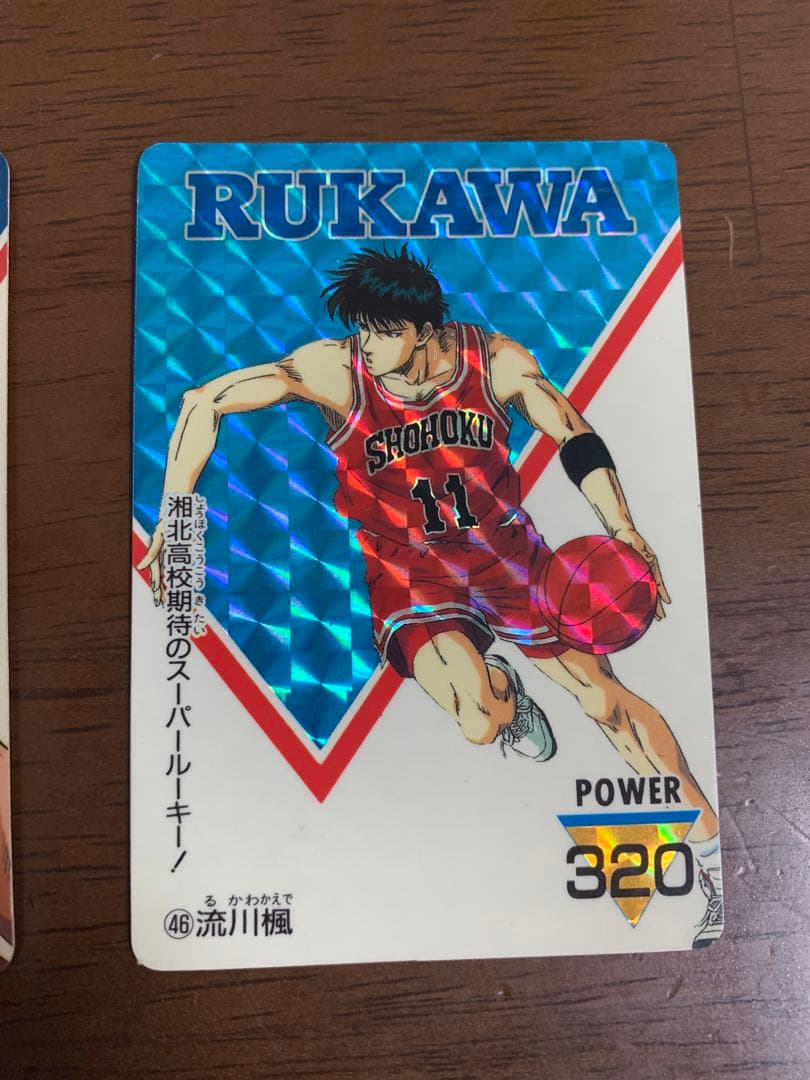 RUKAWA
SHOHOKU
11
しょうほくこうこうきたい
湘北高校期待のスーパールーキー!
POWER
320
るかわかえで
㊻流川楓